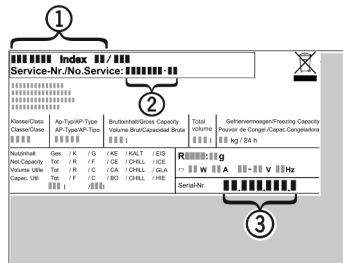 1
Index /
Service-Nr./No.Service: -
2
Klasse/Class Ap-Typ/AP-Type Bruttoinhalt/Gross Capacity Total Gefriervermoegen/Freezing Capacity
Classe/Clase AP-Type/AP-Tipo Volume Brut/Capacidad Bruta volume Pouvoir de Congel./Capac.Congeladora
l l kg / 24 h
Nutzinhalt Ges / K / G / KE / KALT / EIS
Net.Capacity Tot / R / F / CE / CHILL / ICE
Volume Utile Tot / R / C / CA / CHILL / GLA
Capac. Util Tot / F / C / BO / CHILL / HIE
l / l
R : g
W A - V Hz
Serial-Nr. . . .
3